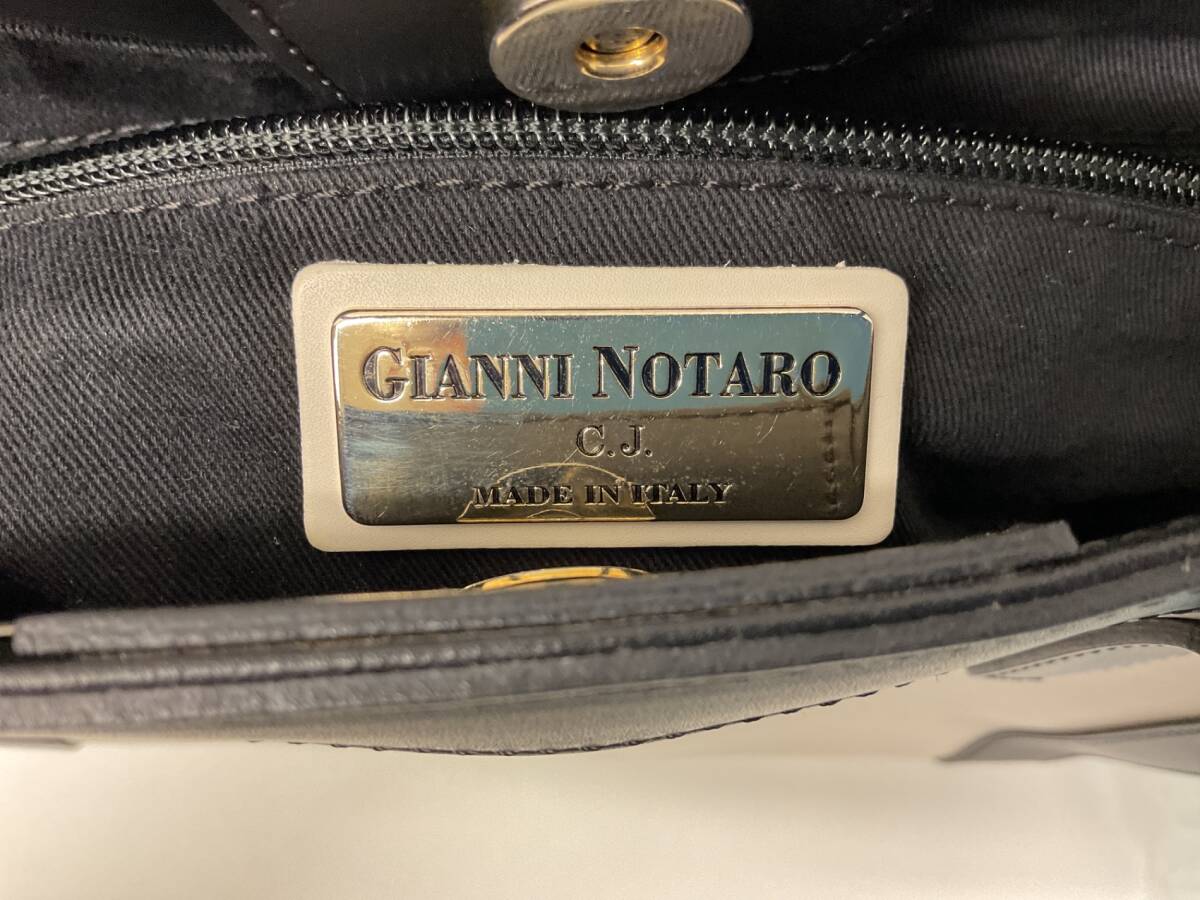 GIANNI NOTARO
C.J.
MADE IN ITALY